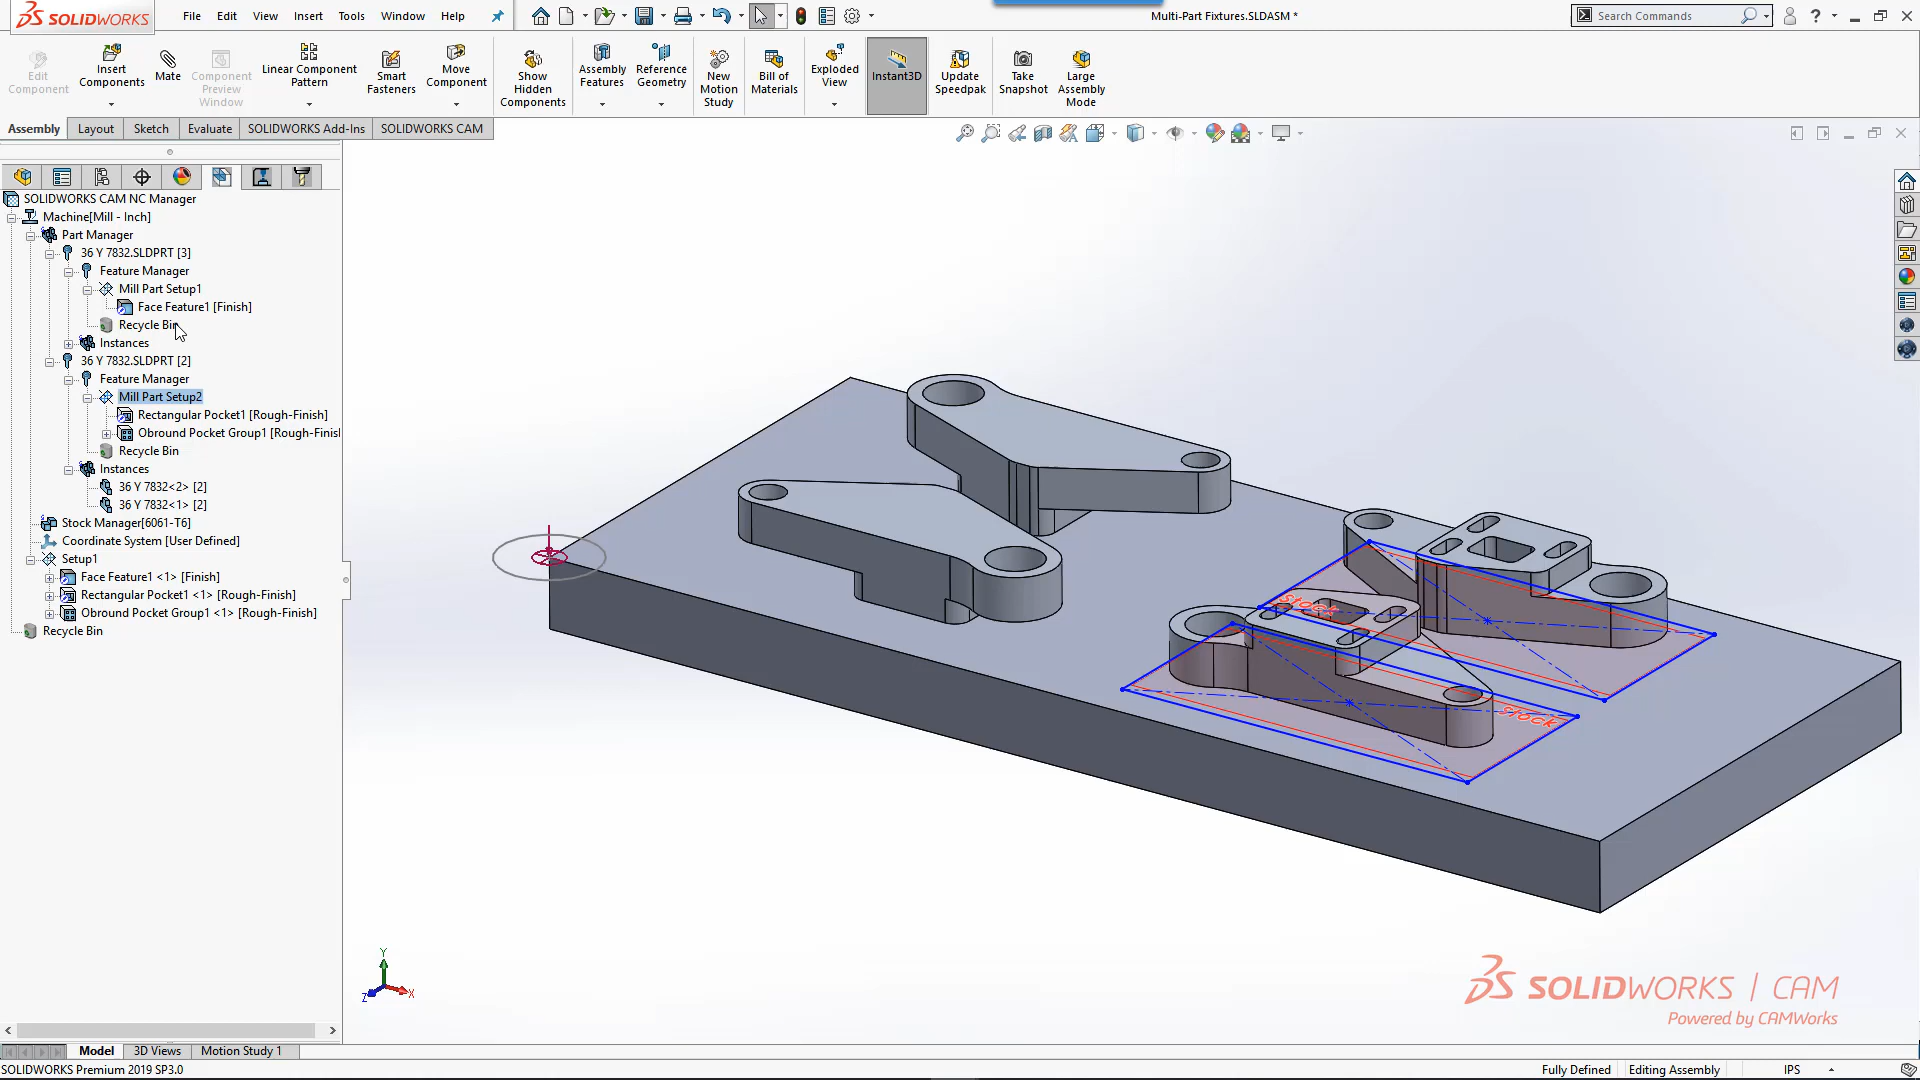 SOLIDWORKS
File Edit View Insert Tools Window Help
Multi-Part Fixtures.SLDASM *
Search Commands
Edit Component
Insert Components
Mate
Component Preview Window
Linear Component Pattern
Smart Fasteners
Move Component
Show Hidden Components
Assembly Features
Reference Geometry
New Motion Study
Bill of Materials
Exploded View
Instant3D
Update Speedpak
Take Snapshot
Large Assembly Mode
Assembly Layout Sketch Evaluate SOLIDWORKS Add-Ins SOLIDWORKS CAM
SOLIDWORKS CAM NC Manager
Machine[Mill - Inch]
Part Manager
36 Y 7832.SLDPRT [3]
Feature Manager
Mill Part Setup1
Face Feature1 [Finish]
Recycle Bin
Instances
36 Y 7832.SLDPRT [2]
Feature Manager
Mill Part Setup2
Rectangular Pocket1 [Rough-Finish]
Obround Pocket Group1 [Rough-Finisl
Recycle Bin
Instances
36 Y 7832<2> [2]
36 Y 7832<1> [2]
Stock Manager[6061-T6]
Coordinate System [User Defined]
Setup1
Face Feature1 <1> [Finish]
Rectangular Pocket1 <1> [Rough-Finish]
Obround Pocket Group1 <1> [Rough-Finish]
Recycle Bin
stock
stock
Y
Z
X
SOLIDWORKS | CAM
Powered by CAMWorks
Model 3D Views Motion Study 1
SOLIDWORKS Premium 2019 SP3.0
Fully Defined Editing Assembly IPS